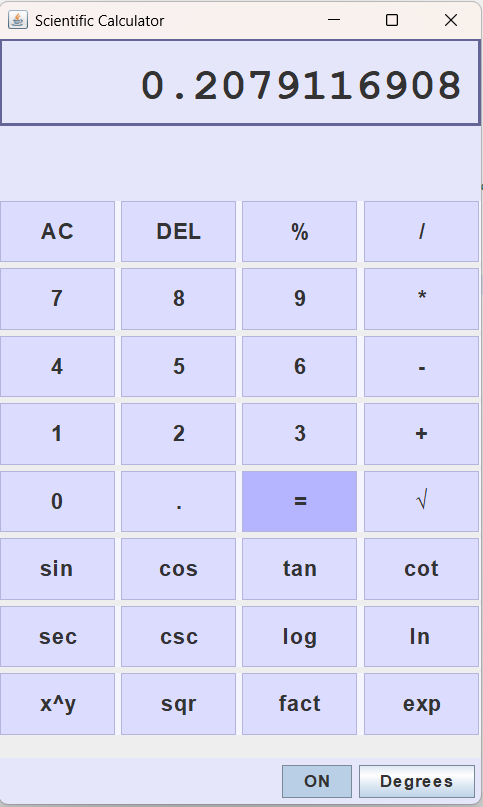 Scientific Calculator
0.2079116908
AC DEL % /
7 8 9 *
4 5 6 -
1 2 3 +
0 . = √
sin cos tan cot
sec csc log ln
x^y sqr fact exp
ON Degrees